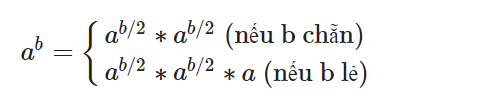 a^b = { a^{b/2} * a^{b/2} (nếu b chẵn)
a^{b/2} * a^{b/2} * a (nếu b lẻ)